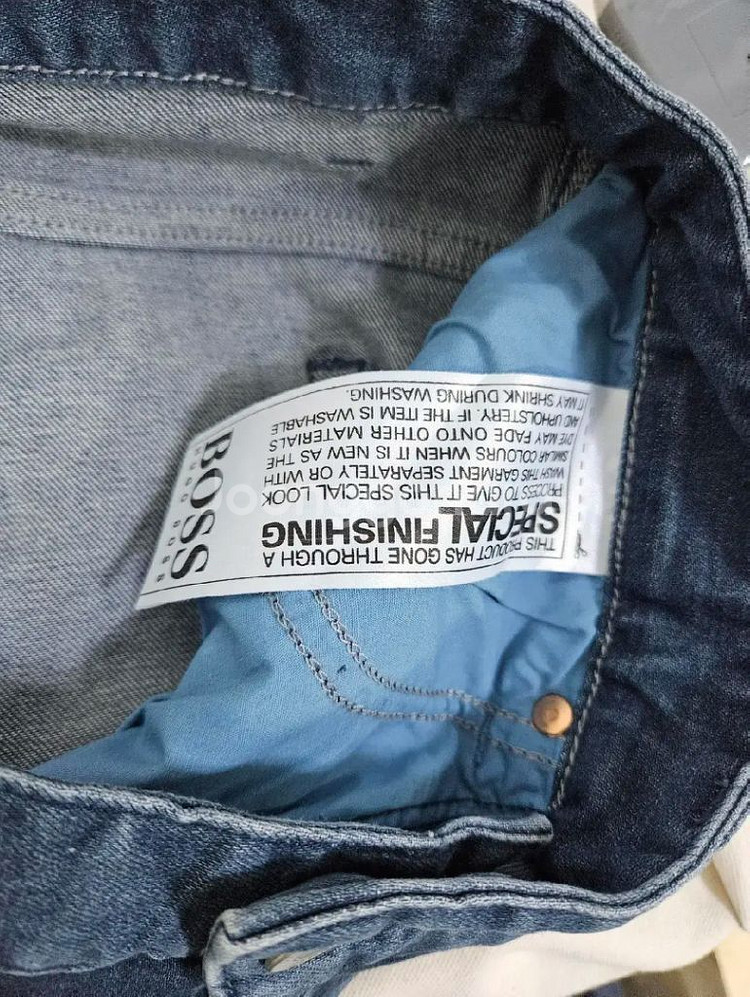 BOSS
HUGO BOSS
THIS PRODUCT HAS GONE THROUGH A
SPECIAL FINISHING
PROCESS TO GIVE IT THIS SPECIAL LOOK
WASH THIS GARMENT SEPARATELY OR WITH
SIMILAR COLOURS WHEN IT IS NEW AS THE
DYE MAY FADE ONTO OTHER MATERIALS
AND UPHOLSTERY. IF THE ITEM IS WASHABLE
IT MAY SHRINK DURING WASHING.